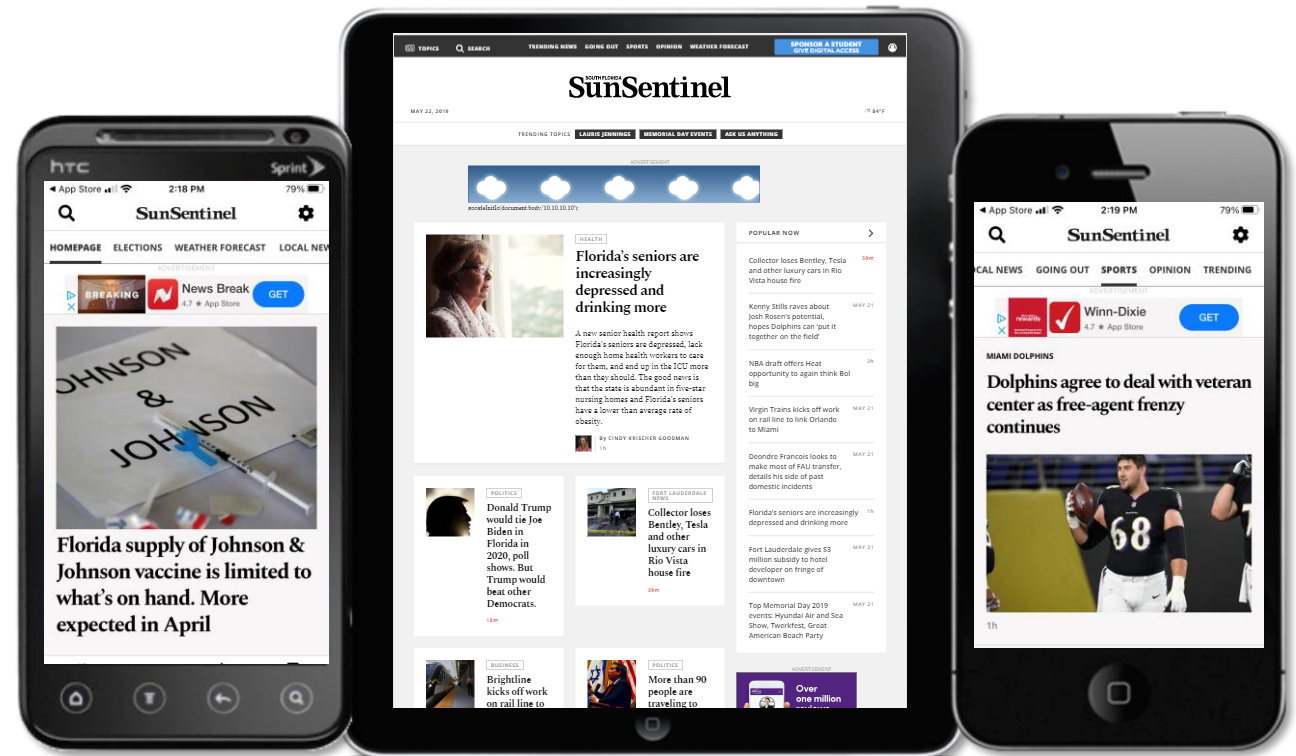 htc
Sprint
App Store
2:18 PM
79%
SunSentinel
HOMEPAGE ELECTIONS WEATHER FORECAST LOCAL NEW
ADVERTISEMENT
BREAKING
News Break
4.7 ★ App Store
GET
OHNSON
&
JOHNSON
Florida supply of Johnson &
Johnson vaccine is limited to
what's on hand. More
expected in April
TOPICS
SEARCH
TRENDING NEWS GOING OUT SPORTS OPINION WEATHER FORECAST
SPONSOR A STUDENT
GIVE DIGITAL ACCESS
SOUTH FLORIDA
SunSentinel
MAY 22, 2019
84°F
TRENDING TOPICS LAURIE JENNINGS MEMORIAL DAY EVENTS ASK US ANYTHING
ADVERTISEMENT
HEALTH
Florida's seniors are
increasingly
depressed and
drinking more
A new senior health report shows
Florida's seniors are depressed, lack
enough home health workers to care
for them, and end up in the ICU more
than they should. The good news is
that the state is abundant in five-star
nursing homes and Florida's seniors
have a lower than average rate of
obesity.
By CINDY KRISCHER GOODMAN
1h
POLITICS
Donald Trump
would tie Joe
Biden in
Florida in
2020, poll
shows. But
Trump would
beat other
Democrats.
18m
FORT LAUDERDALE
NEWS
Collector loses
Bentley, Tesla
and other
luxury cars in
Rio Vista
house fire
39m
BUSINESS
Brightline
kicks off work
on rail line to
POLITICS
More than 90
people are
traveling to
POPULAR NOW
Collector loses Bentley, Tesla
and other luxury cars in Rio
Vista house fire
39m
Kenny Stills raves about
Josh Rosen's potential,
hopes Dolphins can 'put it
together on the field'
MAY 21
NBA draft offers Heat
opportunity to again think Bol
big
3h
Virgin Trains kicks off work
on rail line to link Orlando
to Miami
MAY 21
Deondre Francois looks to
make most of FAU transfer,
details his side of past
domestic incidents
MAY 21
Florida's seniors are increasingly
depressed and drinking more
1h
Fort Lauderdale gives $3
million subsidy to hotel
developer on fringe of
downtown
MAY 21
Top Memorial Day 2019
events: Hyundai Air and Sea
Show, Twerkfest, Great
American Beach Party
MAY 21
ADVERTISEMENT
Over
one million
reviews
App Store
2:19 PM
79%
SunSentinel
CAL NEWS GOING OUT SPORTS OPINION TRENDING
ADVERTISEMENT
rewards
Winn-Dixie
4.7 ★ App Store
GET
MIAMI DOLPHINS
Dolphins agree to deal with veteran
center as free-agent frenzy
continues
68
1h